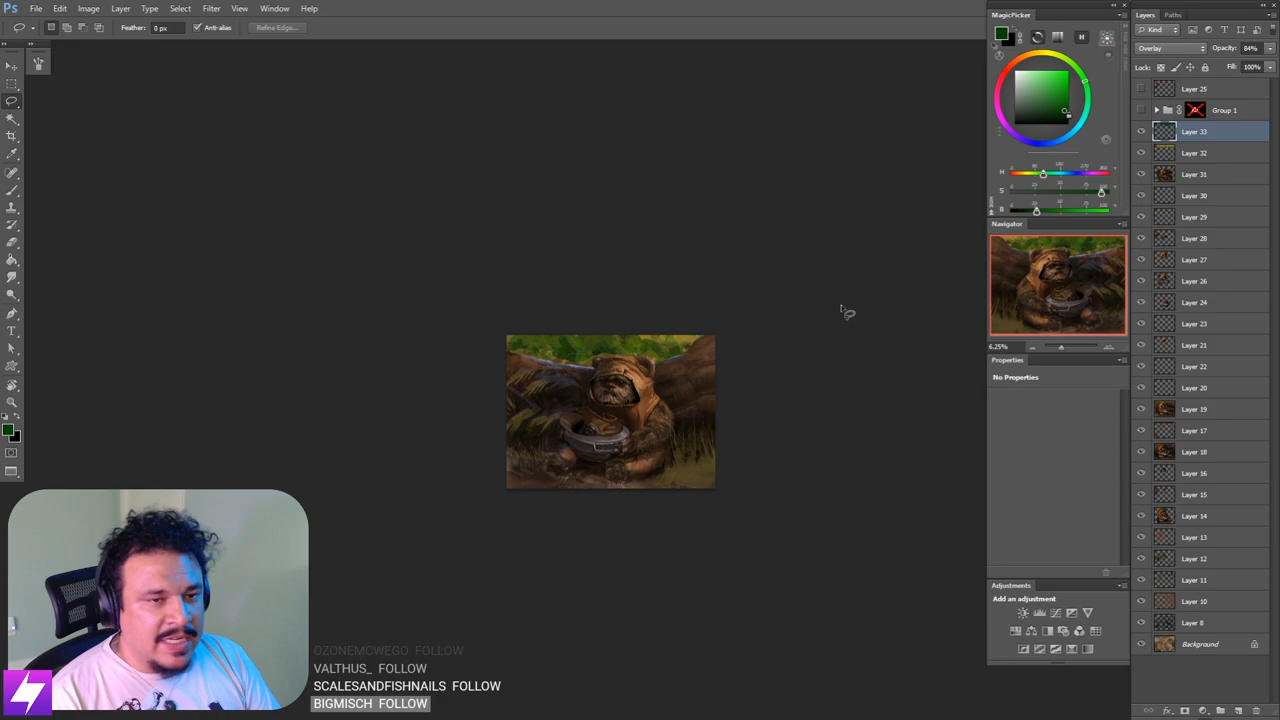 Ps File Edit Image Layer Type Select Filter View Window Help
Feather: 0 px Anti-alias Refine Edge...
MagicPicker
H
H
S
B
Navigator
6.25%
Properties
No Properties
Adjustments
Add an adjustment
Layers Paths
Kind
Overlay Opacity: 84%
Lock: Fill: 100%
Layer 25
Group 1
Layer 33
Layer 32
Layer 31
Layer 30
Layer 29
Layer 28
Layer 27
Layer 26
Layer 24
Layer 23
Layer 21
Layer 22
Layer 20
Layer 19
Layer 17
Layer 18
Layer 16
Layer 15
Layer 14
Layer 13
Layer 12
Layer 11
Layer 10
Layer 8
Background
OZONEMCWEGO FOLLOW
VALTHUS_ FOLLOW
SCALESANDFISHNAILS FOLLOW
BIGMISCH FOLLOW